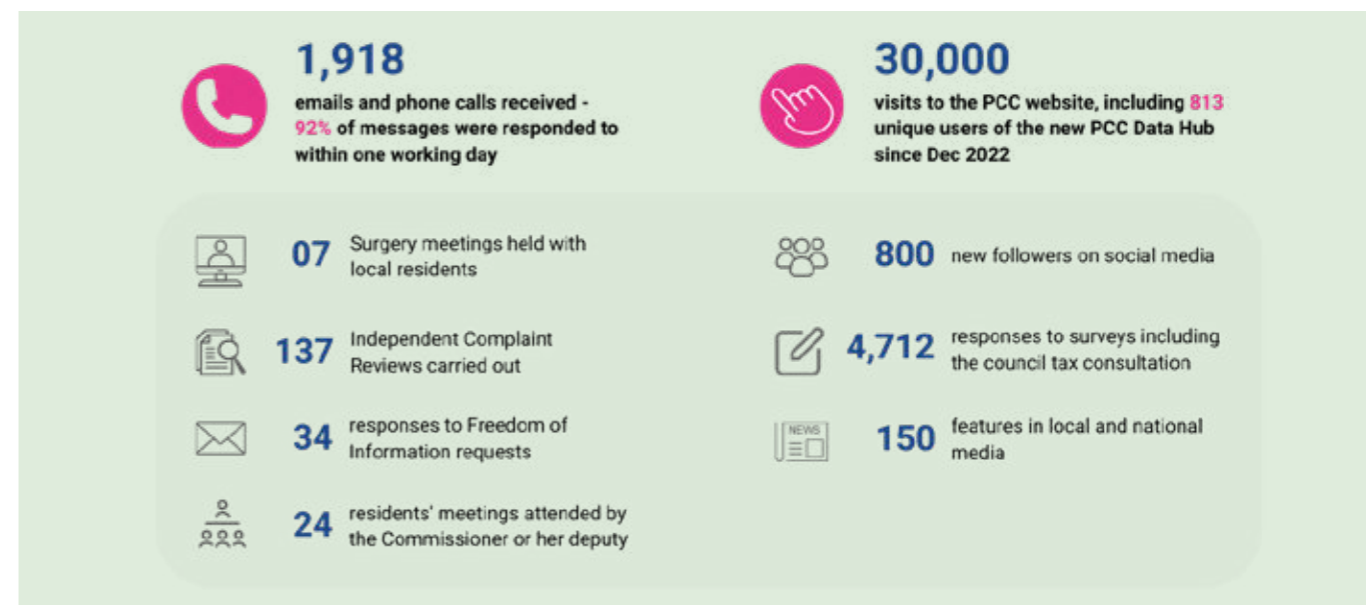 1,918
emails and phone calls received -
92% of messages were responded to
within one working day
30,000
visits to the PCC website, including 813
unique users of the new PCC Data Hub
since Dec 2022
07
Surgery meetings held with
local residents
137
Independent Complaint
Reviews carried out
34
responses to Freedom of
Information requests
24
residents' meetings attended by
the Commissioner or her deputy
800
new followers on social media
4,712
responses to surveys including
the council tax consultation
NEWS
150
features in local and national
media